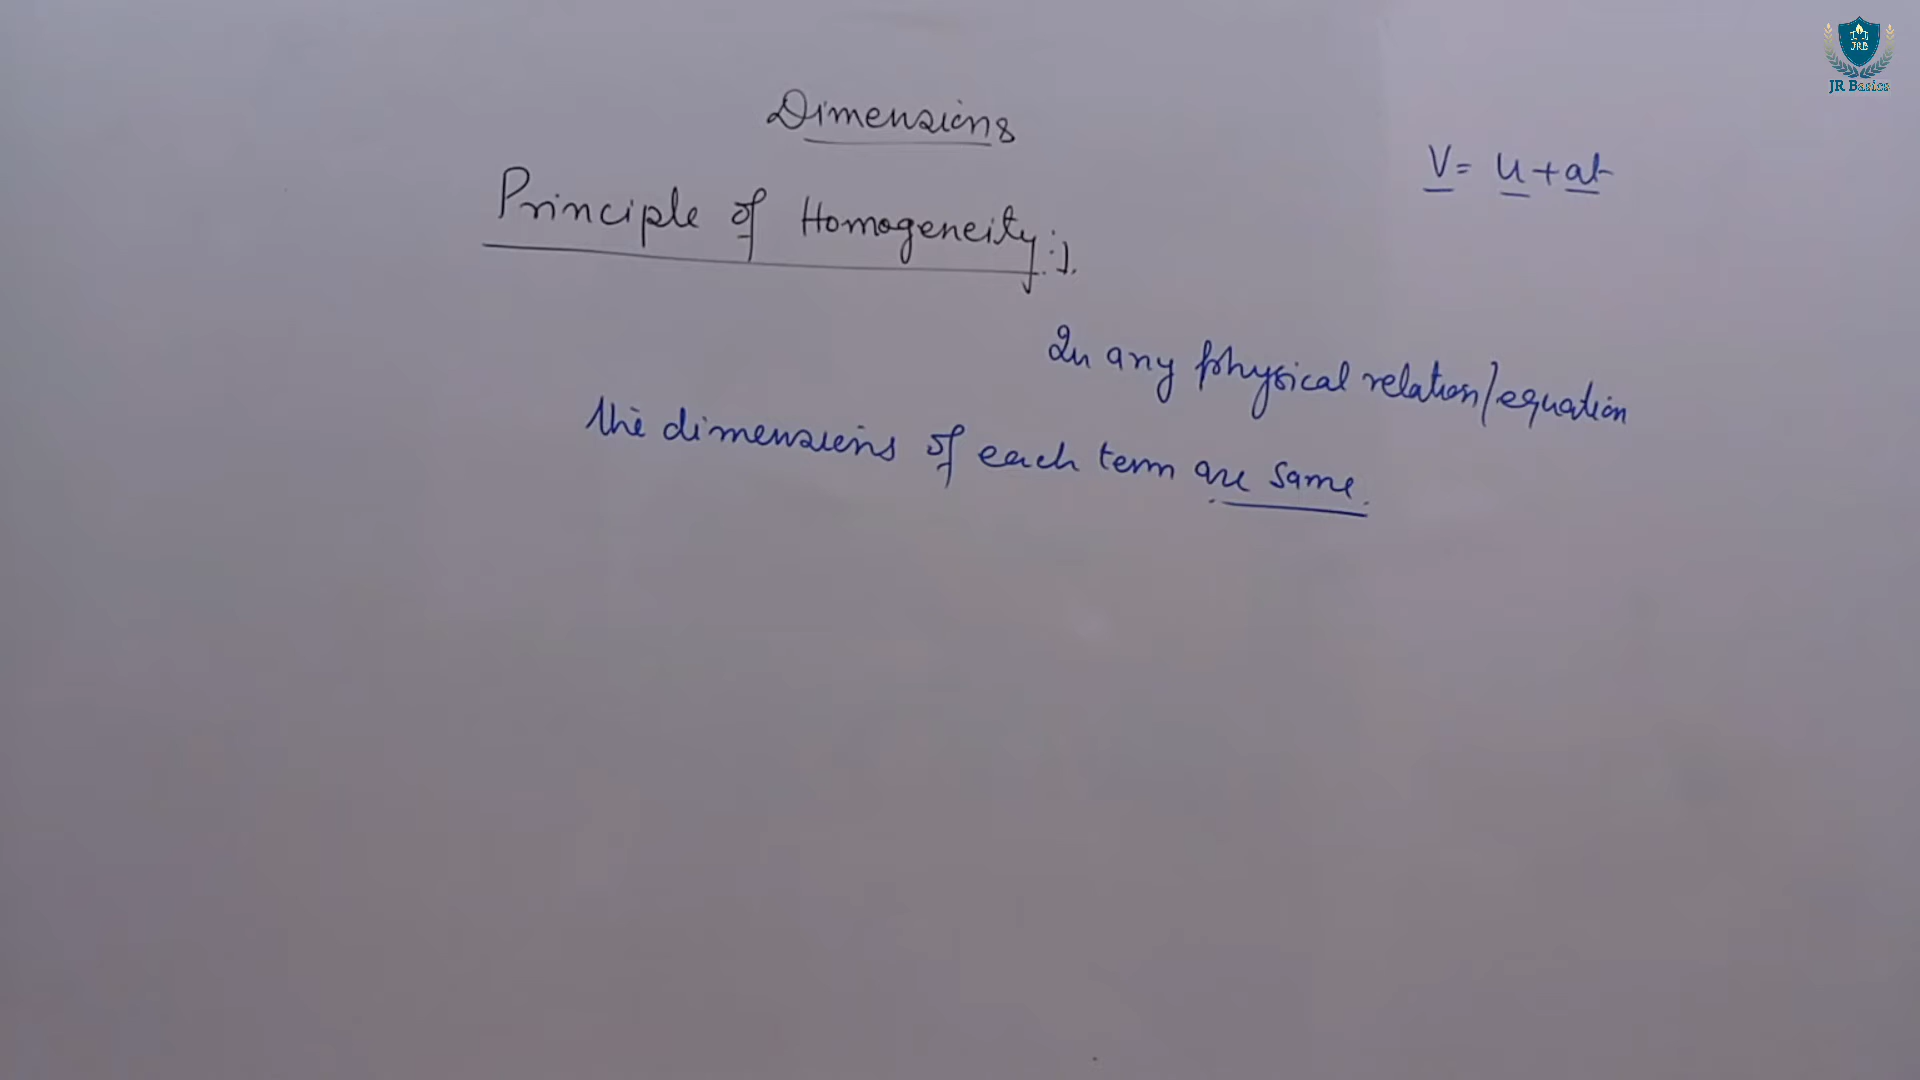 Dimensions
V = u + at
Principle of Homogeneity :-
In any physical relation/equation
the dimensions of each term are same.
JRB
JR Basics